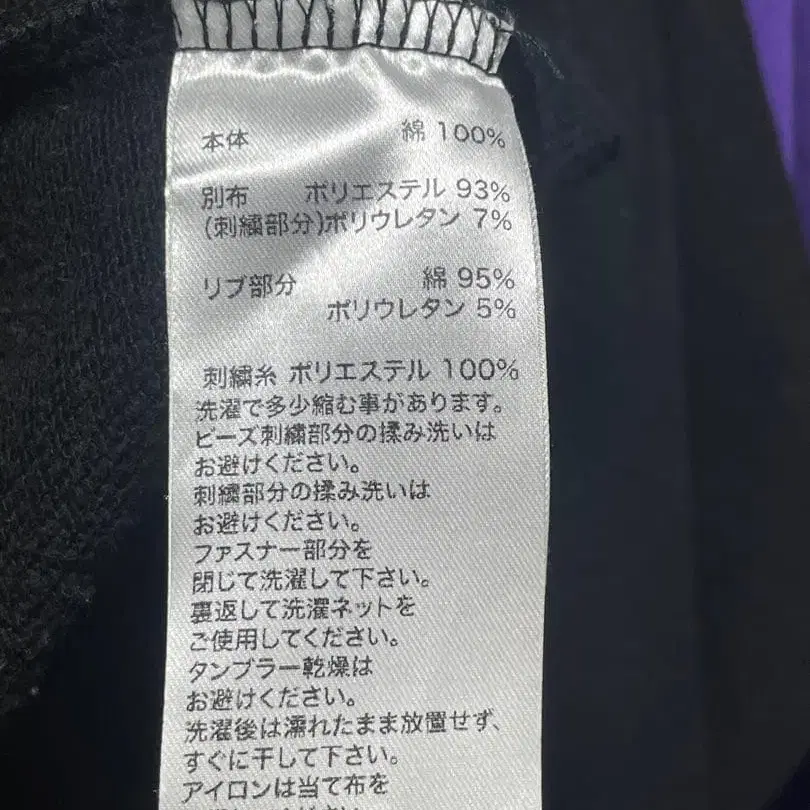 本体 綿 100%
別布 ポリエステル 93%
(刺繍部分)ポリウレタン 7%
リブ部分 綿 95%
ポリウレタン 5%
刺繍糸 ポリエステル 100%
洗濯で多少縮む事があります。
ビーズ刺繍部分の揉み洗いは
お避けください。
刺繍部分の揉み洗いは
お避けください。
ファスナー部分を
閉じて洗濯して下さい。
裏返して洗濯ネットを
ご使用してください。
タンブラー乾燥は
お避けください。
洗濯後は濡れたまま放置せず、
すぐに干して下さい。
アイロンは当て布を